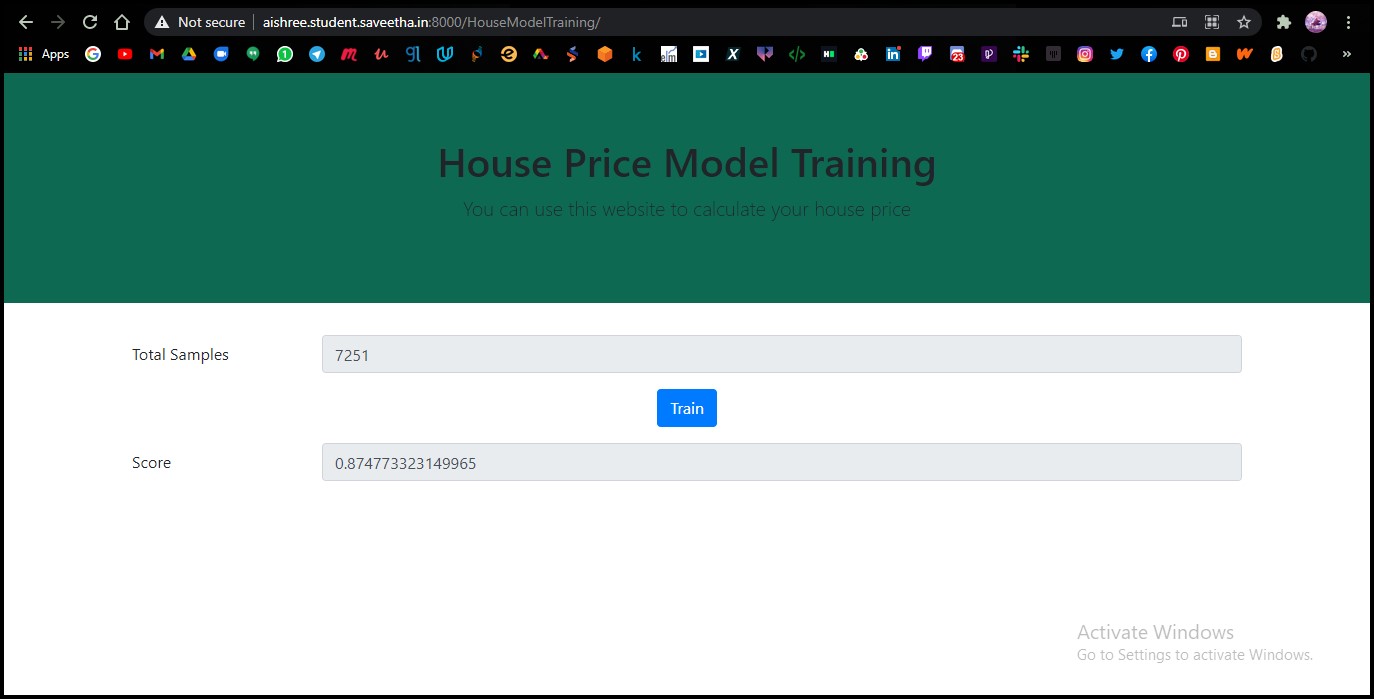 Not secure aishree.student.saveetha.in:8000/HouseModelTraining/
Apps
House Price Model Training
You can use this website to calculate your house price
Total Samples 7251
Train
Score 0.874773323149965
Activate Windows
Go to Settings to activate Windows.